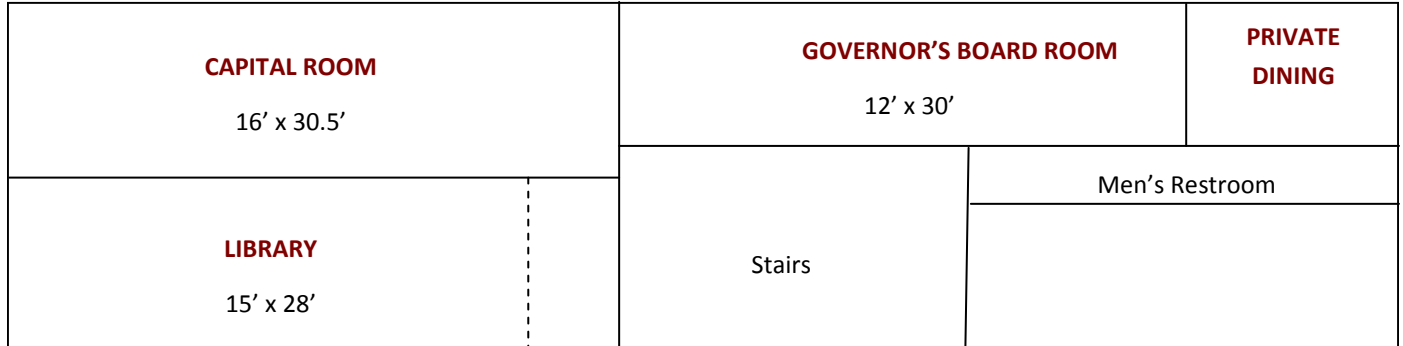 CAPITAL ROOM
16’ x 30.5’
GOVERNOR’S BOARD ROOM
12’ x 30’
PRIVATE
DINING
LIBRARY
15’ x 28’
Stairs
Men’s Restroom